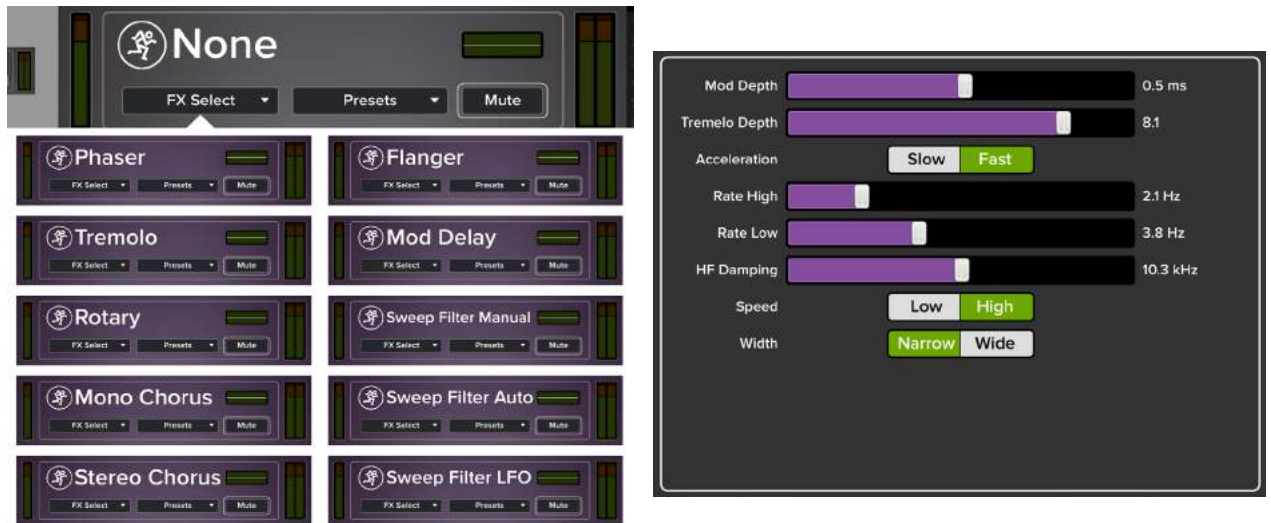 None
FX Select Presets Mute
Phaser
FX Select Presets Mute
Flanger
FX Select Presets Mute
Tremolo
FX Select Presets Mute
Mod Delay
FX Select Presets Mute
Rotary
FX Select Presets Mute
Sweep Filter Manual
FX Select Presets Mute
Mono Chorus
FX Select Presets Mute
Sweep Filter Auto
FX Select Presets Mute
Stereo Chorus
FX Select Presets Mute
Sweep Filter LFO
FX Select Presets Mute
Mod Depth 0.5 ms
Tremelo Depth 8.1
Acceleration Slow Fast
Rate High 2.1 Hz
Rate Low 3.8 Hz
HF Damping 10.3 kHz
Speed Low High
Width Narrow Wide